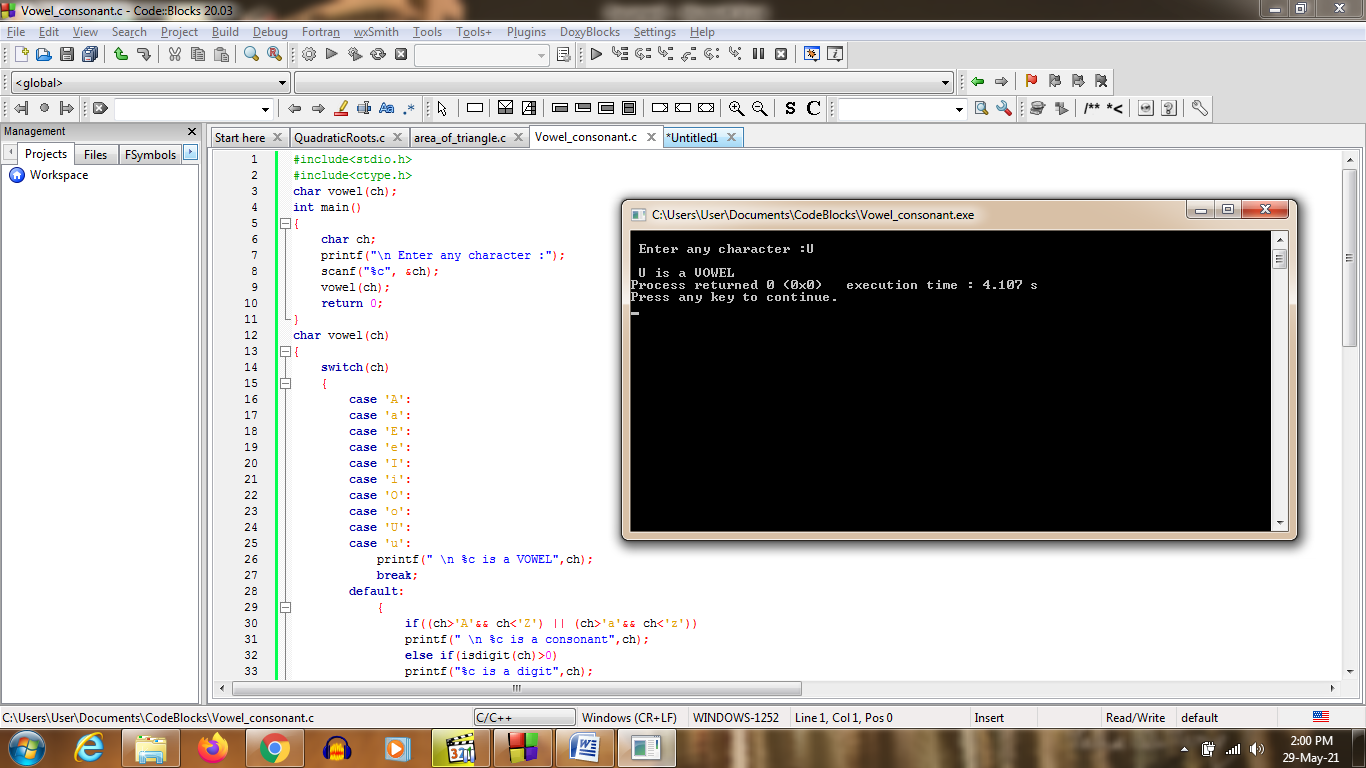 Vowel_consonant.c - Code::Blocks 20.03
File Edit View Search Project Build Debug Fortran wxSmith Tools Tools+ Plugins DoxyBlocks Settings Help
<global>
Aa .*
S C
/** *<
Management
Projects Files FSymbols
Workspace
Start here QuadraticRoots.c area_of_triangle.c Vowel_consonant.c *Untitled1
1 #include<stdio.h>
2 #include<ctype.h>
3 char vowel(ch);
4 int main()
5 {
6 char ch;
7 printf("\n Enter any character :");
8 scanf("%c", &ch);
9 vowel(ch);
10 return 0;
11 }
12 char vowel(ch)
13 {
14 switch(ch)
15 {
16 case 'A':
17 case 'a':
18 case 'E':
19 case 'e':
20 case 'I':
21 case 'i':
22 case 'O':
23 case 'o':
24 case 'U':
25 case 'u':
26 printf(" \n %c is a VOWEL",ch);
27 break;
28 default:
29 {
30 if((ch>'A'&& ch<'Z') || (ch>'a'&& ch<'z'))
31 printf(" \n %c is a consonant",ch);
32 else if(isdigit(ch)>0)
33 printf("%c is a digit",ch);
C:\Users\User\Documents\CodeBlocks\Vowel_consonant.exe
Enter any character :U
U is a VOWEL
Process returned 0 (0x0) execution time : 4.107 s
Press any key to continue.
C:\Users\User\Documents\CodeBlocks\Vowel_consonant.c C/C++ Windows (CR+LF) WINDOWS-1252 Line 1, Col 1, Pos 0 Insert Read/Write default
321
2:00 PM
29-May-21